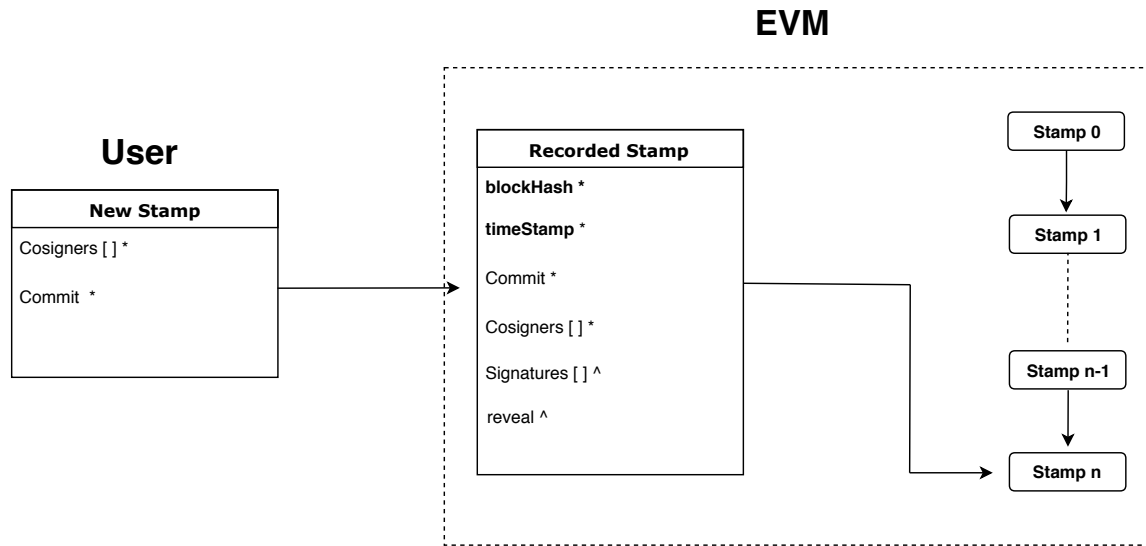 EVM
User
New Stamp
Cosigners [ ] *
Commit *
Recorded Stamp
blockHash *
timeStamp *
Commit *
Cosigners [ ] *
Signatures [ ] ^
reveal ^
Stamp 0
Stamp 1
Stamp n-1
Stamp n